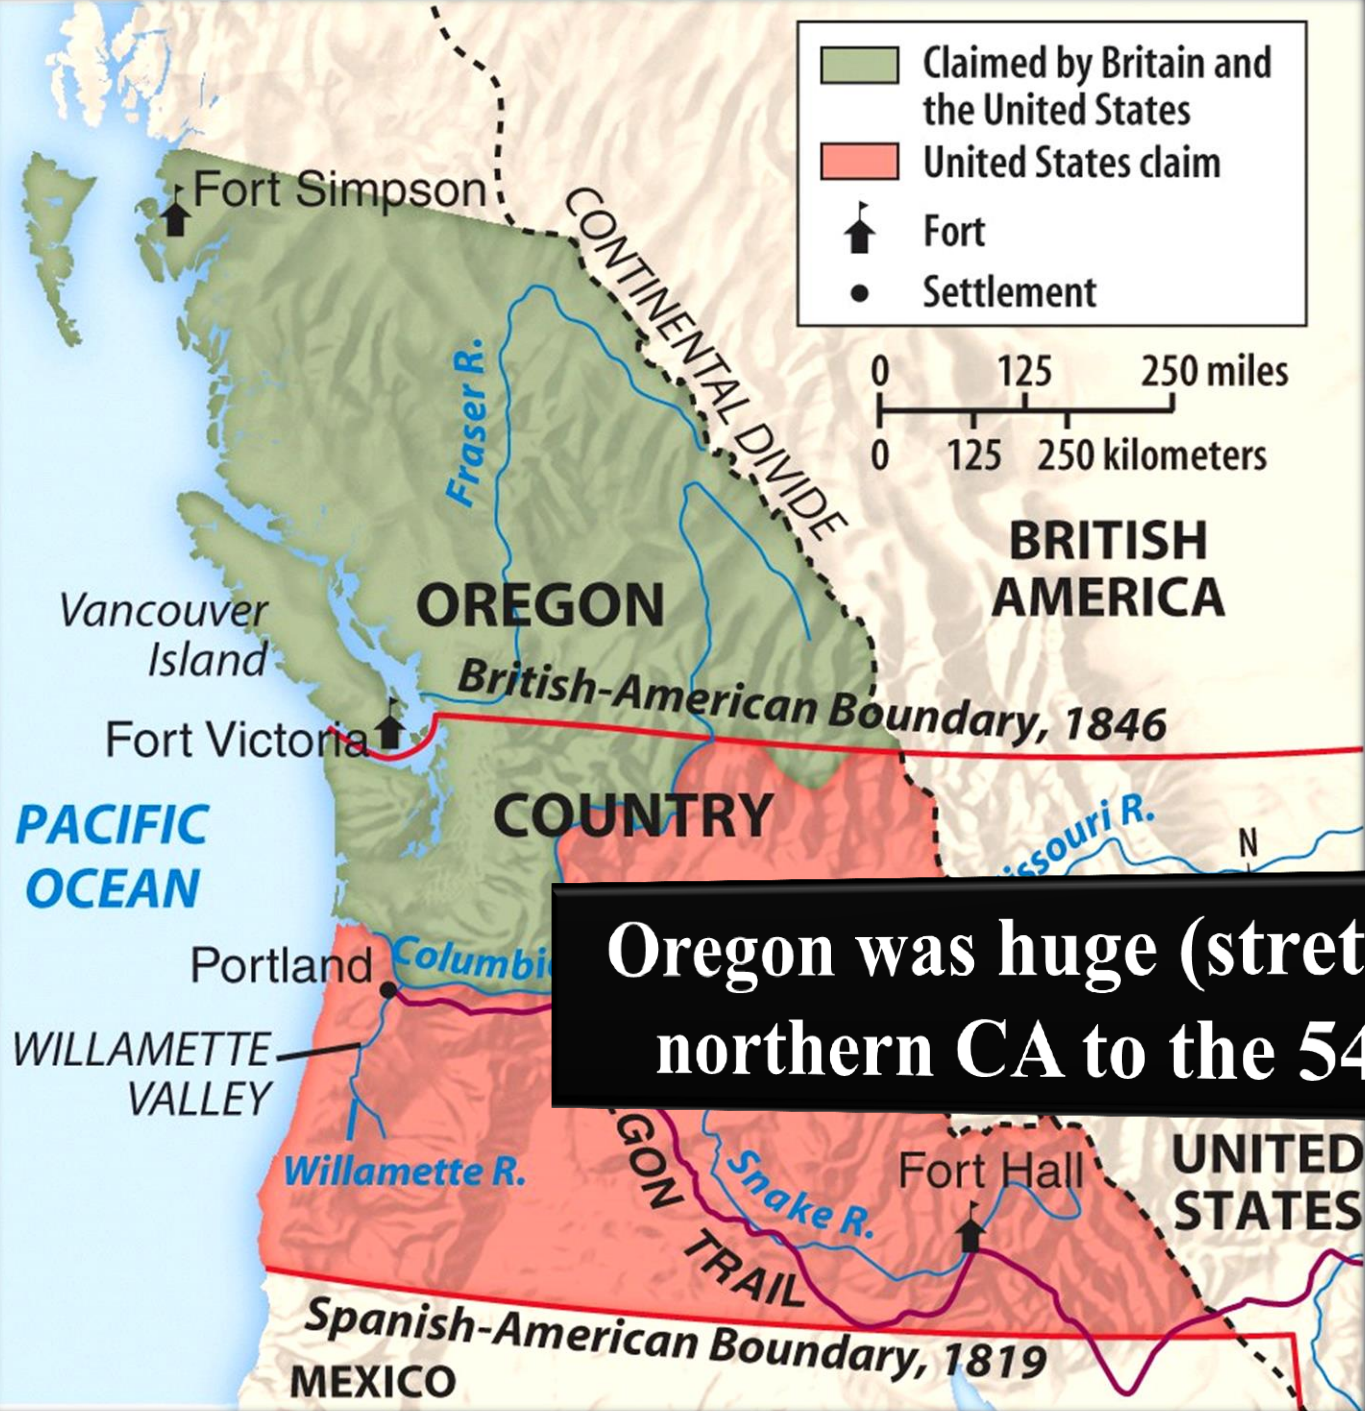 Claimed by Britain and
the United States
United States claim
Fort
Settlement
Fort Simpson
CONTINENTAL DIVIDE
0 125 250 miles
0 125 250 kilometers
Fraser R.
BRITISH
AMERICA
OREGON
Vancouver
Island
British-American Boundary, 1846
Fort Victoria
COUNTRY
PACIFIC
OCEAN
issouri R.
N
Portland
Columbi
Oregon was huge (stret
northern CA to the 54
WILLAMETTE
VALLEY
Willamette R.
GON TRAIL
Snake R.
Fort Hall
UNITED
STATES
Spanish-American Boundary, 1819
MEXICO